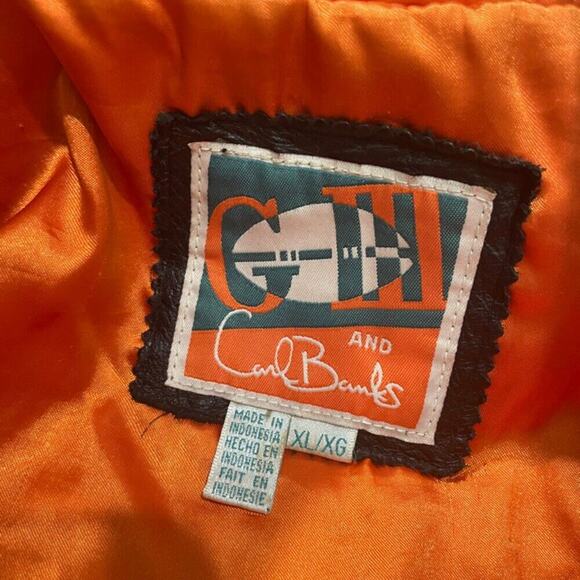 G III
AND
Carl Banks
MADE IN
INDONESIA
HECHO EN
INDONESIA
FAIT EN
INDONESIE
XL/XG